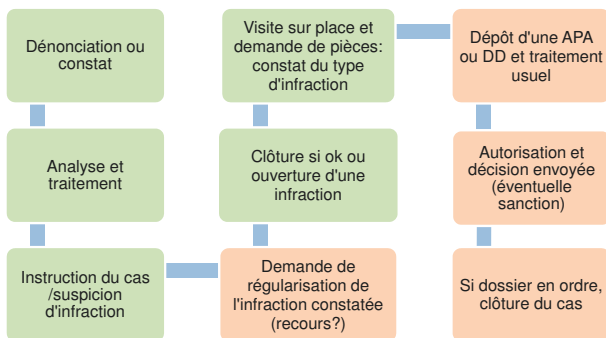 Dénonciation ou
constat
Analyse et
traitement
Instruction du cas
/suspicion
d'infraction
Demande de
régularisation de
l'infraction constatée
(recours?)
Clôture si ok ou
ouverture d'une
infraction
Visite sur place et
demande de pièces:
constat du type
d'infraction
Dépôt d'une APA
ou DD et traitement
usuel
Autorisation et
décision envoyée
(éventuelle
sanction)
Si dossier en ordre,
clôture du cas